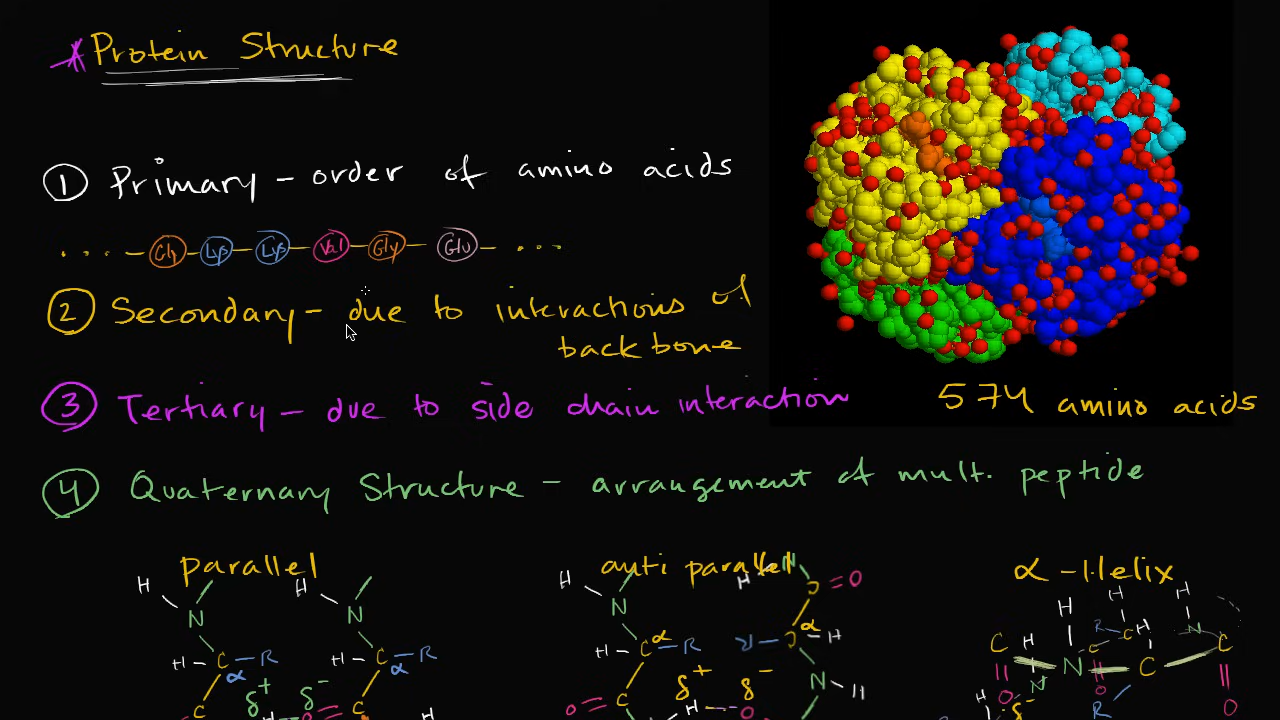 Protein Structure
① Primary - order of amino acids
.... - Gly - Lys - Lys - Val - Gly - Glu - ...
② Secondary - due to interactions of
backbone
③ Tertiary - due to side chain interaction
574 amino acids
④ Quaternary Structure - arrangement of mult. peptide
parallel
anti parallel
α-Helix
H H H N H H
N N N C = O H H N
R C H
H - C - R H - C - R H - C - R R - C - H C H N C C
α α α α
N C
δ+ δ- δ+ δ- N - H O N O R O
C C C O = H δ-
H O H O H O